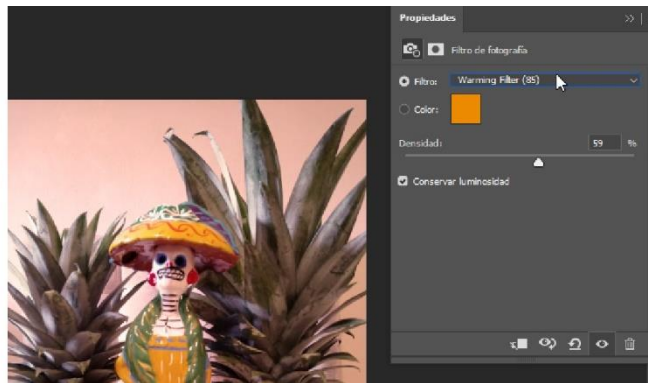 Propiedades
Filtro de fotografía
Filtro: Warming Filter (85)
Color:
Densidad: 59 %
Conservar luminosidad